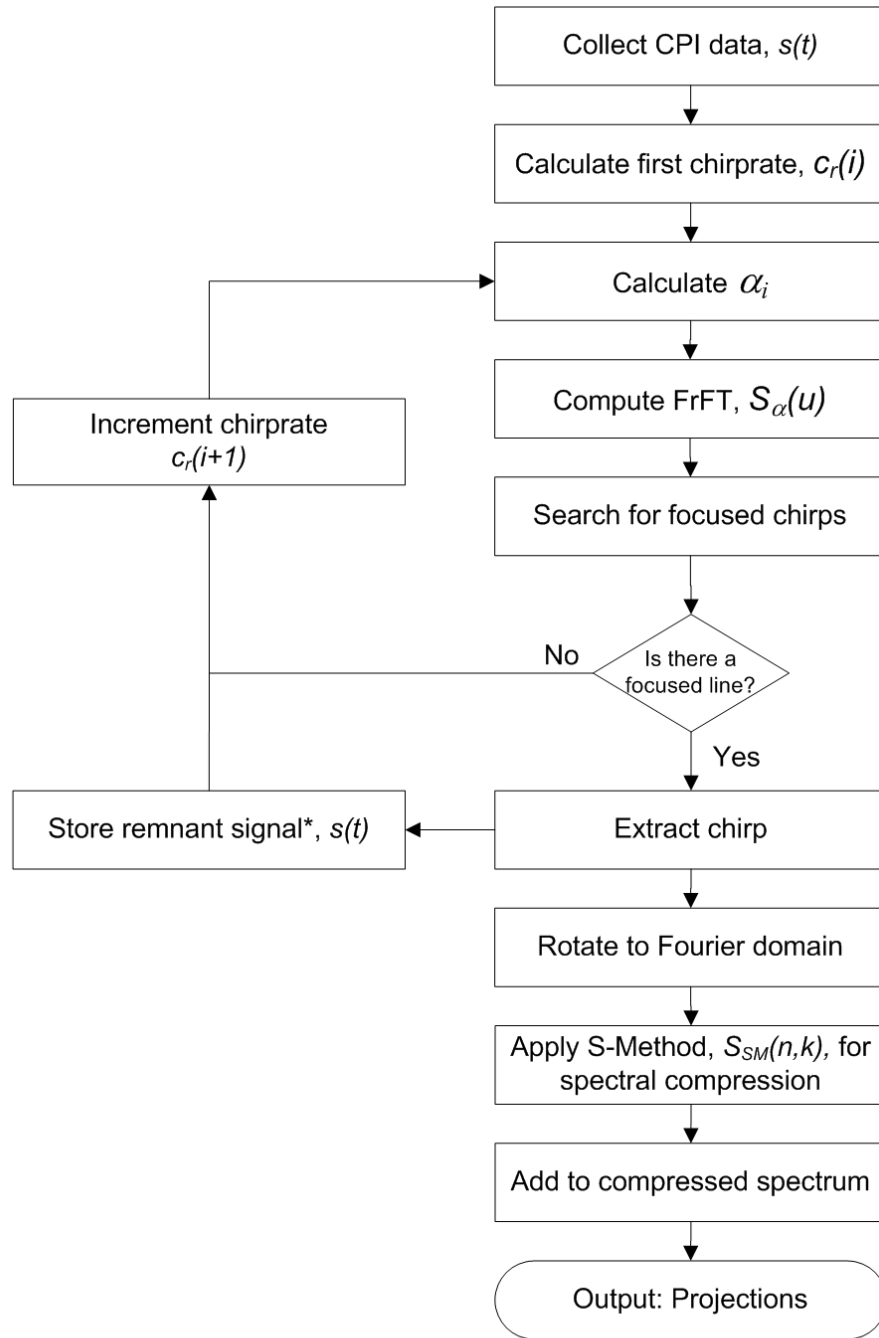 Collect CPI data, s(t)
Calculate first chirprate, cr(i)
Calculate αi
Compute FrFT, Sα(u)
Increment chirprate
cr(i+1)
Search for focused chirps
Is there a
focused line?
No
Yes
Store remnant signal*, s(t)
Extract chirp
Rotate to Fourier domain
Apply S-Method, SSM(n,k), for
spectral compression
Add to compressed spectrum
Output: Projections